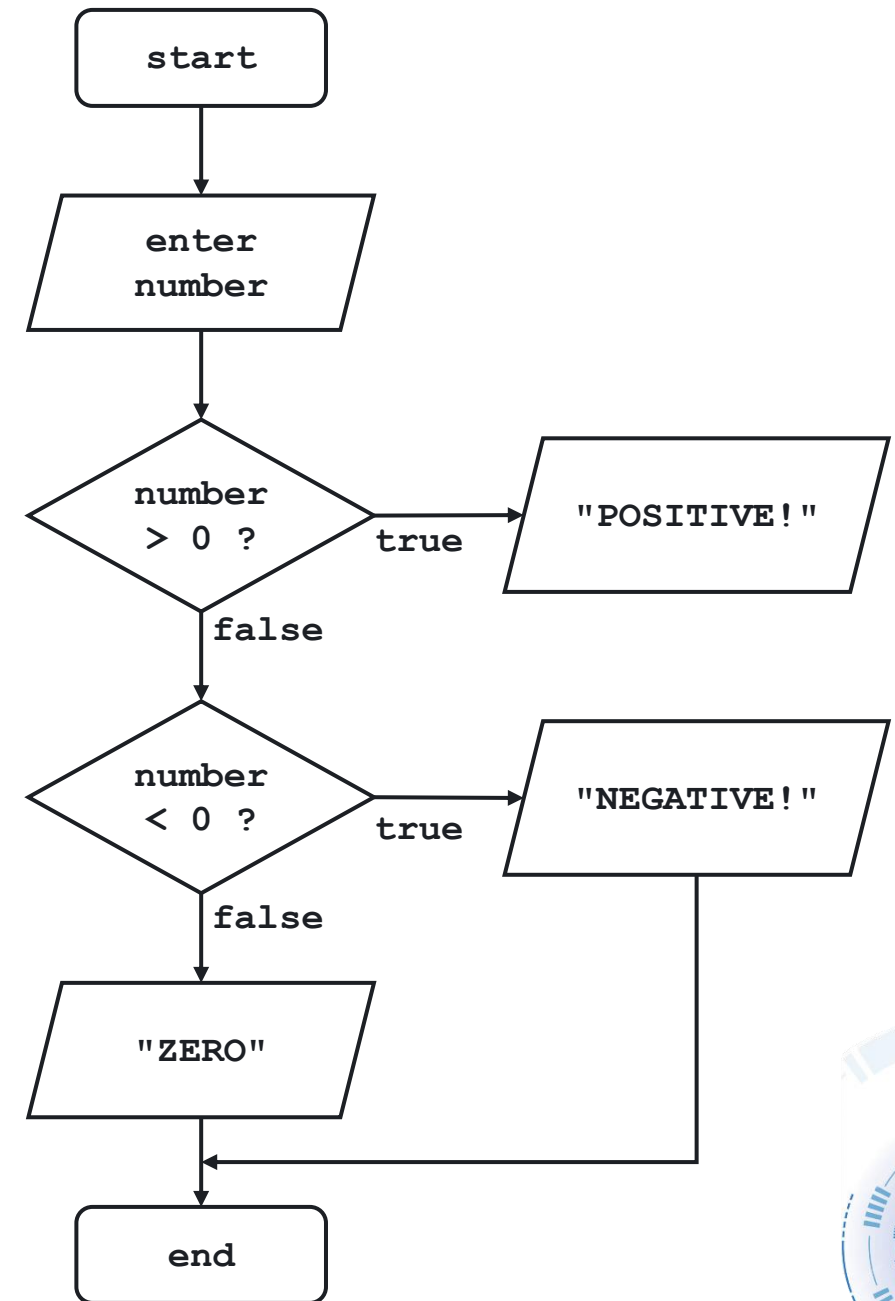 start
enter
number
number
> 0 ?
true
"POSITIVE!"
false
number
< 0 ?
true
"NEGATIVE!"
false
"ZERO"
end